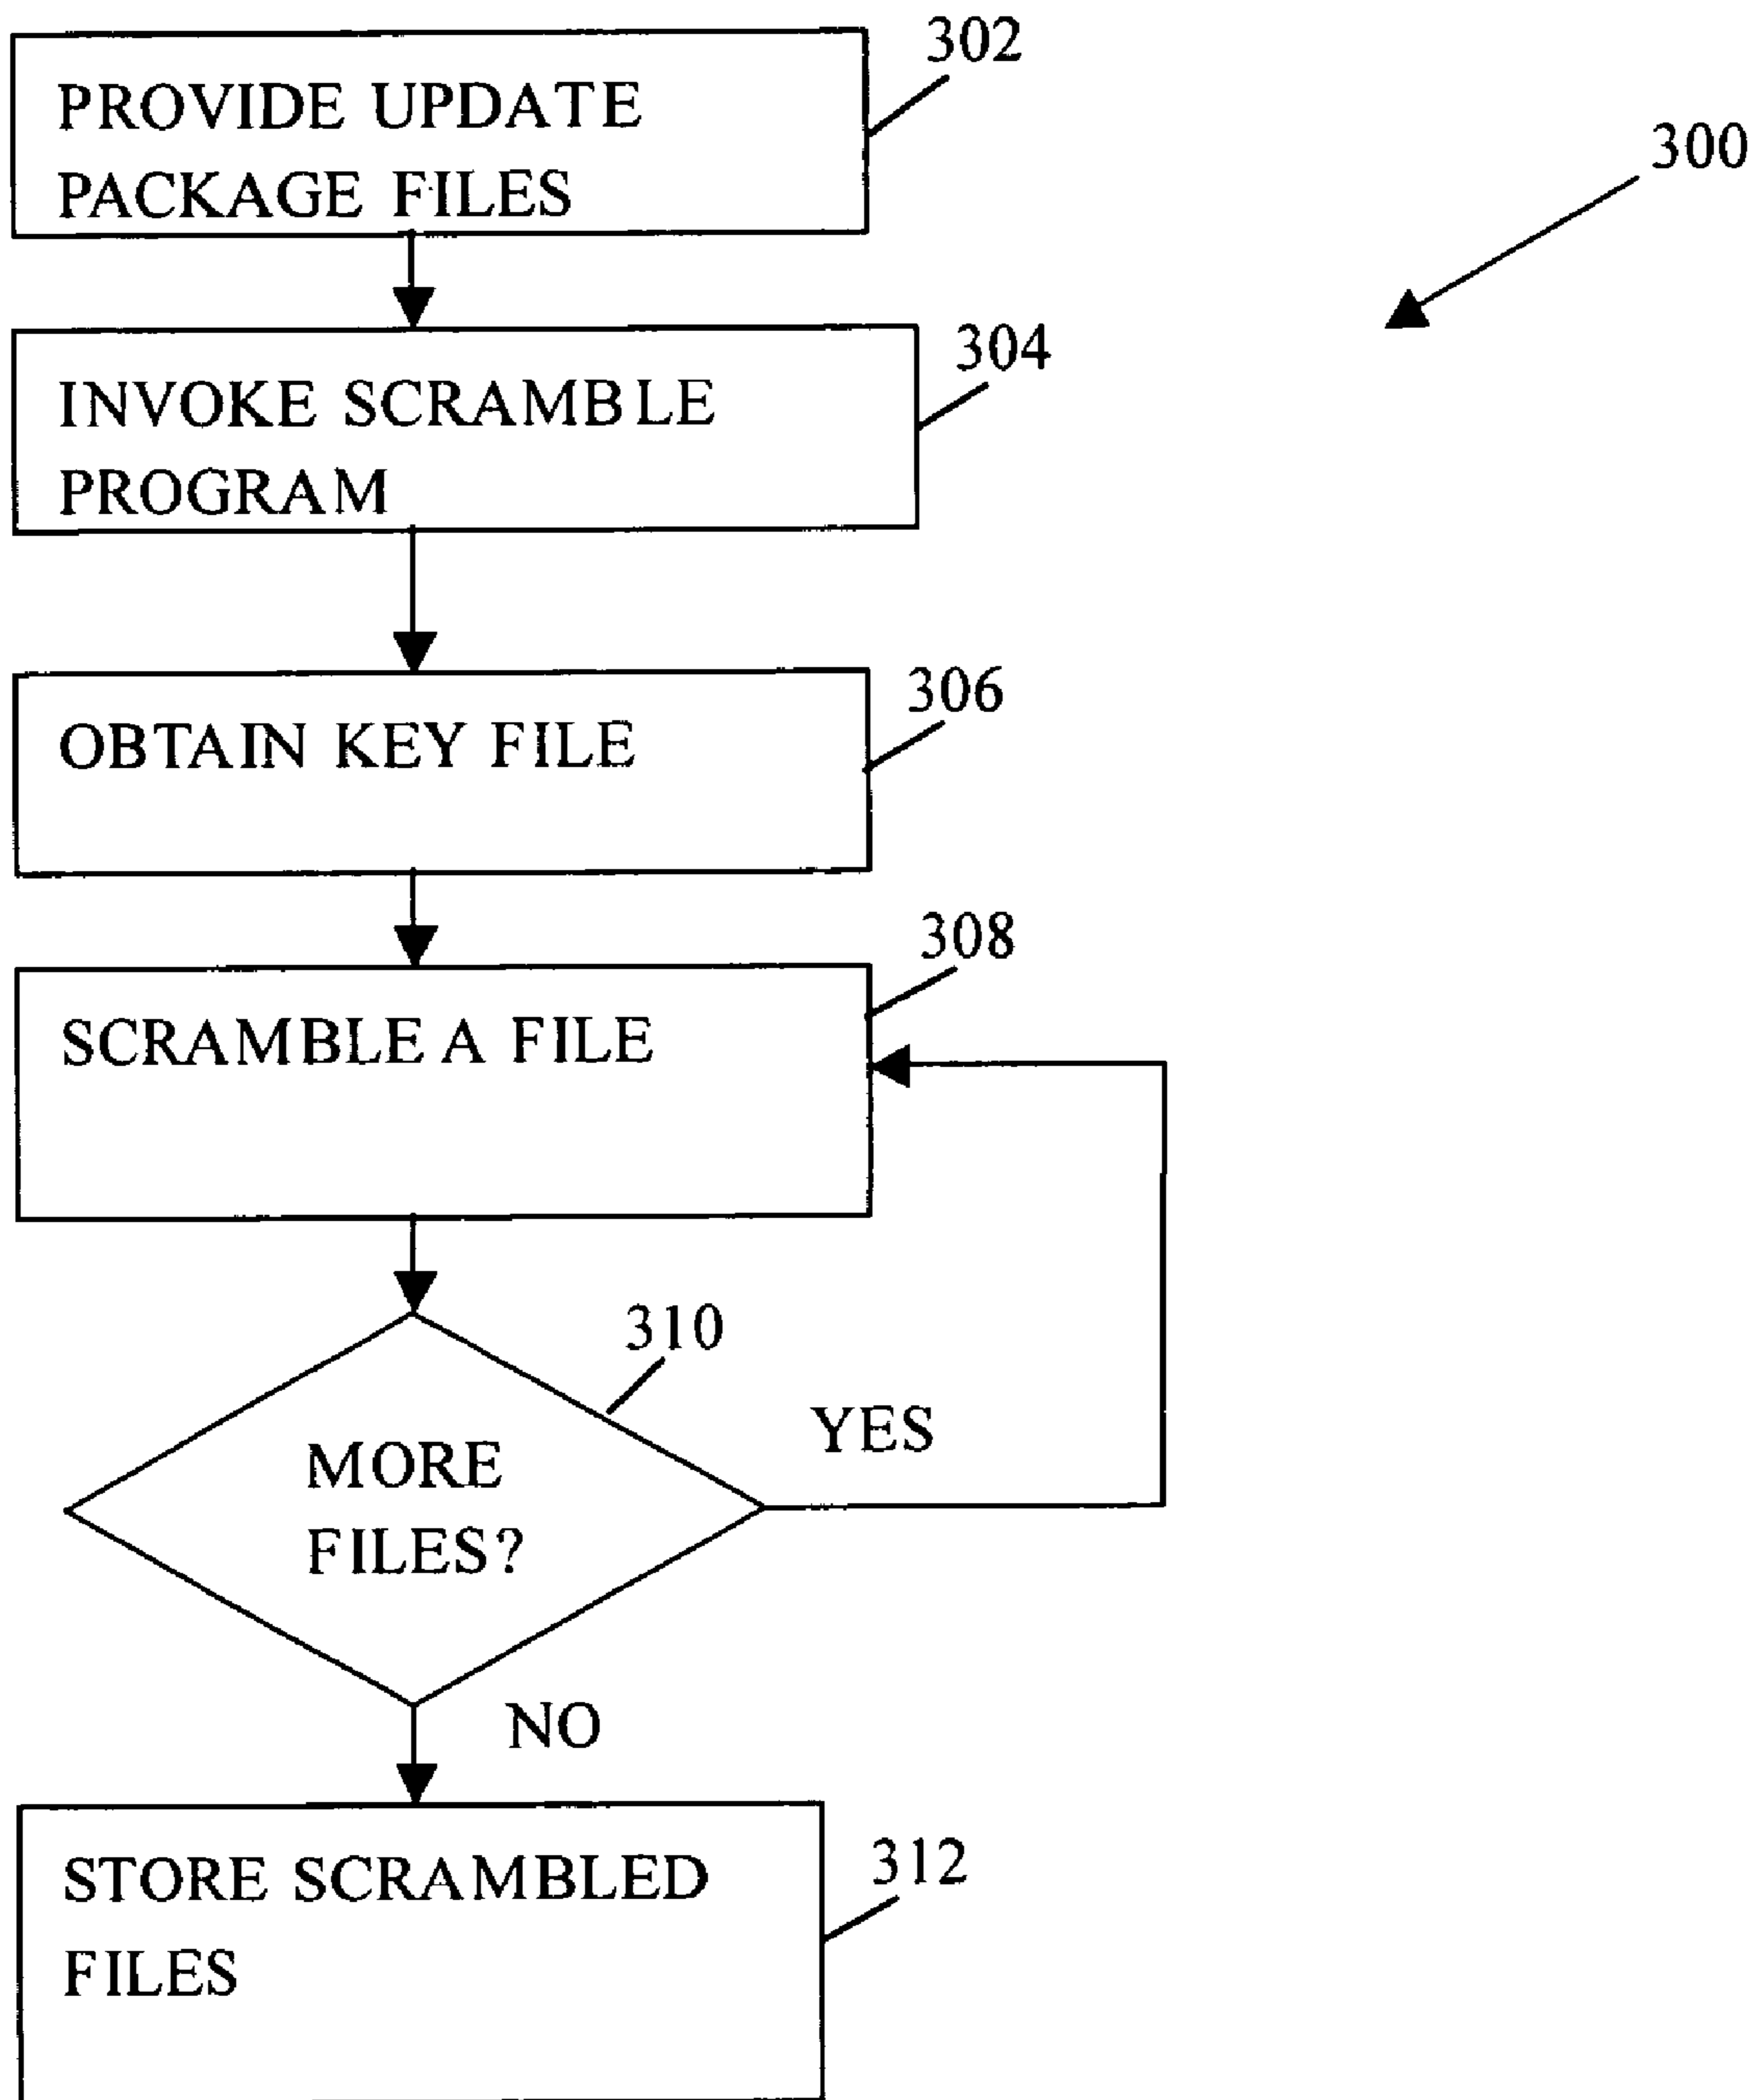 302
PROVIDE UPDATE
PACKAGE FILES
300
304
INVOKE SCRAMBLE
PROGRAM
306
OBTAIN KEY FILE
308
SCRAMBLE A FILE
310
YES
MORE
FILES?
NO
312
STORE SCRAMBLED
FILES